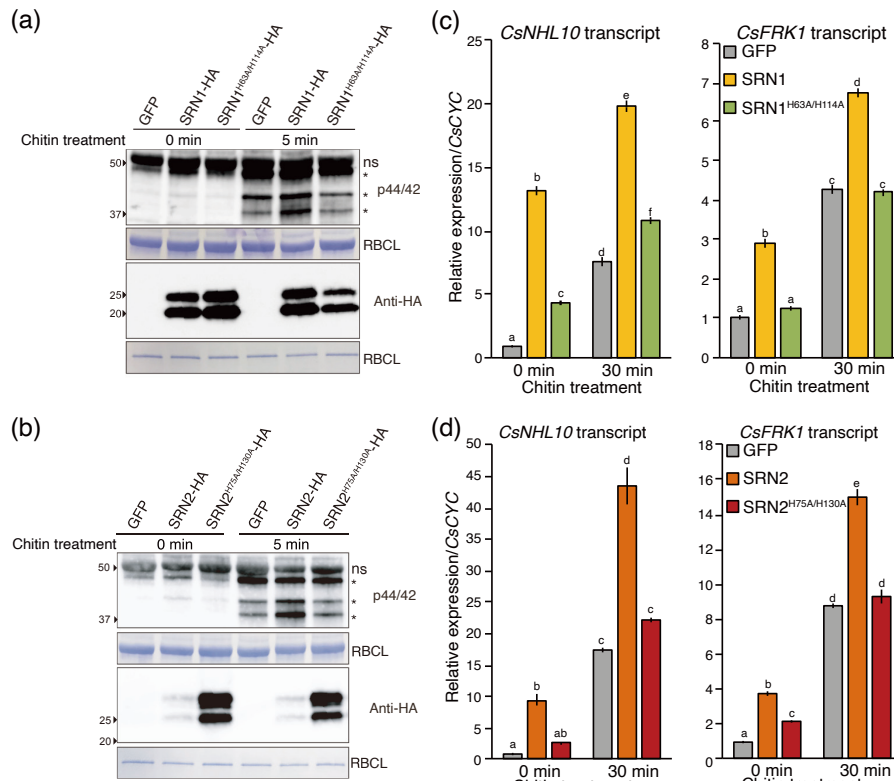 (a)
GFP
SRN1-HA
SRN1H63A/H114A-HA
GFP
SRN1-HA
SRN1H63A/H114A-HA
Chitin treatment 0 min 5 min
50 ns
*
p44/42
*
37 *
RBCL
25 Anti-HA
20
RBCL
(b)
GFP
SRN2-HA
SRN2H75A/H130A-HA
GFP
SRN2-HA
SRN2H75A/H130A-HA
Chitin treatment 0 min 5 min
50 ns
*
p44/42
*
37 *
RBCL
Anti-HA
25
20
RBCL
(c)
CsNHL10 transcript
Relative expression/CsCYC
25
20
15
10
5
0
a b c d e f
0 min 30 min
Chitin treatment
CsFRK1 transcript
GFP
SRN1
SRN1H63A/H114A
8
7
6
5
4
3
2
1
0
a b a c d c
0 min 30 min
Chitin treatment
(d)
CsNHL10 transcript
Relative expression/CsCYC
50
45
40
35
30
25
20
15
10
5
0
a b ab c d c
0 min 30 min
CsFRK1 transcript
GFP
SRN2
SRN2H75A/H130A
18
16
14
12
10
8
6
4
2
0
a b c d e d
0 min 30 min